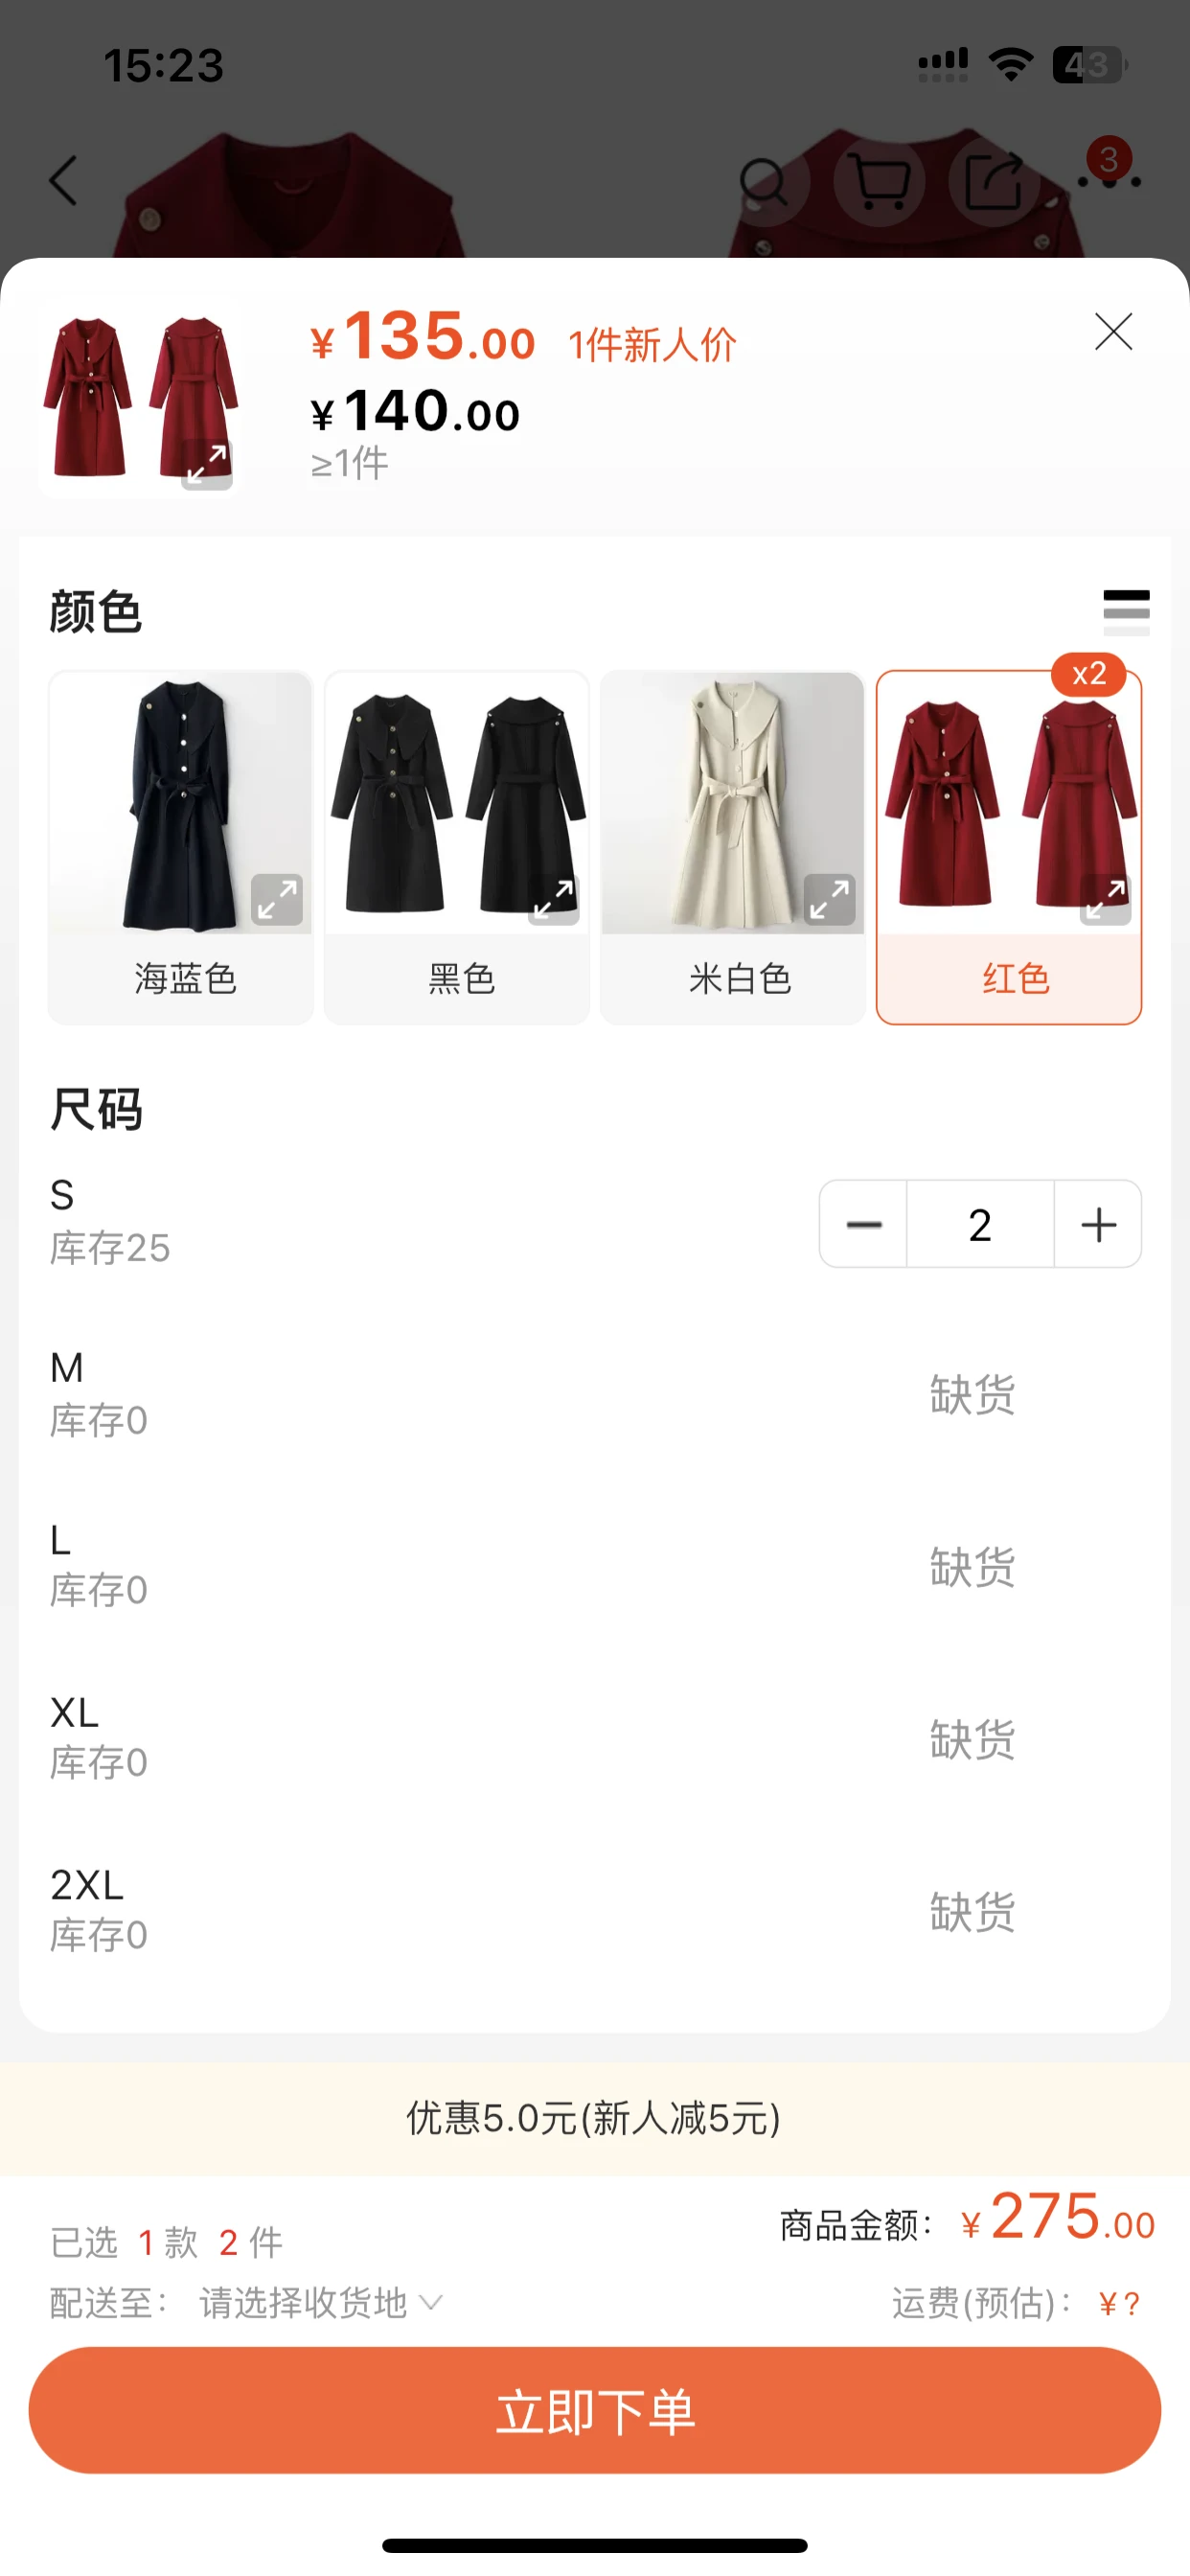 15:23
43
3
¥135.00 1件新人价
¥140.00
≥1件
颜色
x2
海蓝色
黑色
米白色
红色
尺码
S
库存25
2
M
库存0
缺货
L
库存0
缺货
XL
库存0
缺货
2XL
库存0
缺货
优惠5.0元(新人减5元)
已选 1 款 2 件
商品金额: ¥275.00
配送至: 请选择收货地
运费(预估): ¥?
立即下单